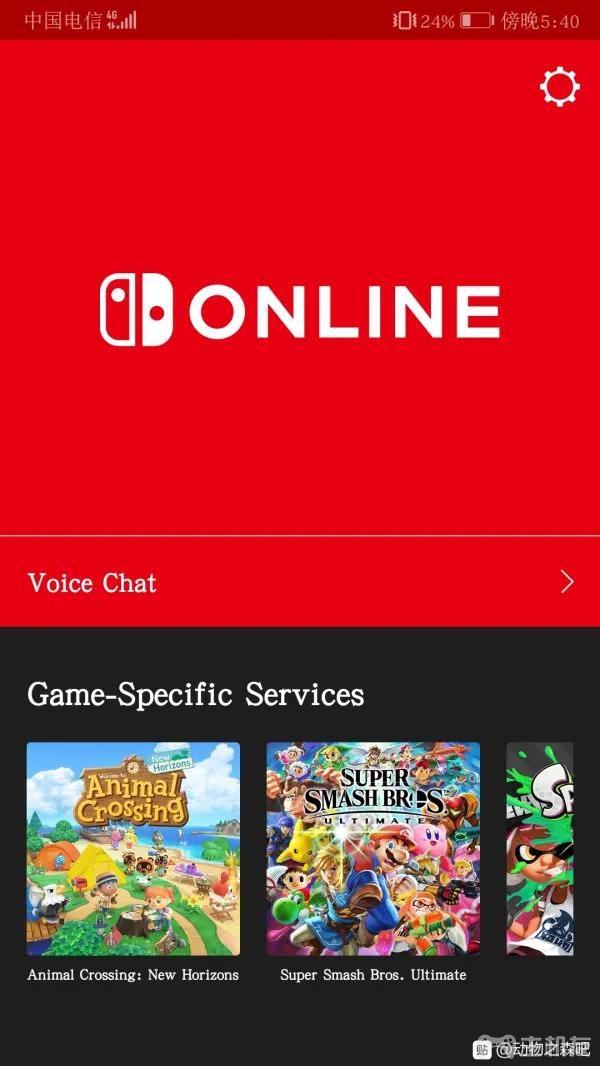 中国电信 4G 24% 傍晚5:40
ONLINE
Voice Chat
Game-Specific Services
New Horizons
Welcome to
Animal Crossing
SUPER
SMASH BROS.
ULTIMATE
Animal Crossing: New Horizons
Super Smash Bros. Ultimate
贴 @动物之森吧